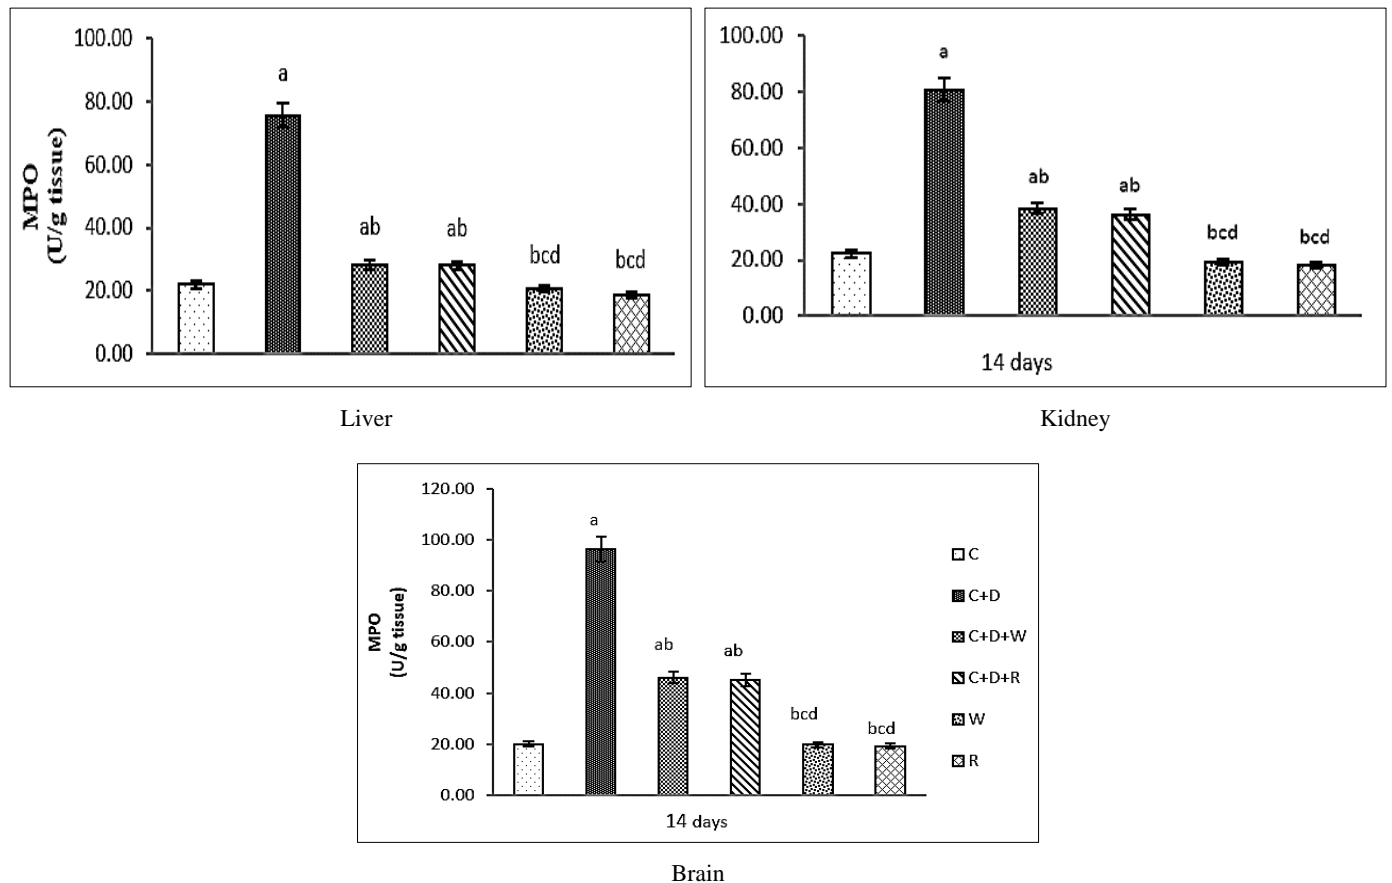 MPO
(U/g tissue)
100.00
80.00
60.00
40.00
20.00
0.00
a
ab
ab
bcd
bcd
Liver
100.00
80.00
60.00
40.00
20.00
0.00
a
ab
ab
bcd
bcd
14 days
Kidney
MPO
(U/g tissue)
120.00
100.00
80.00
60.00
40.00
20.00
0.00
a
ab
ab
bcd
bcd
14 days
C
C+D
C+D+W
C+D+R
W
R
Brain